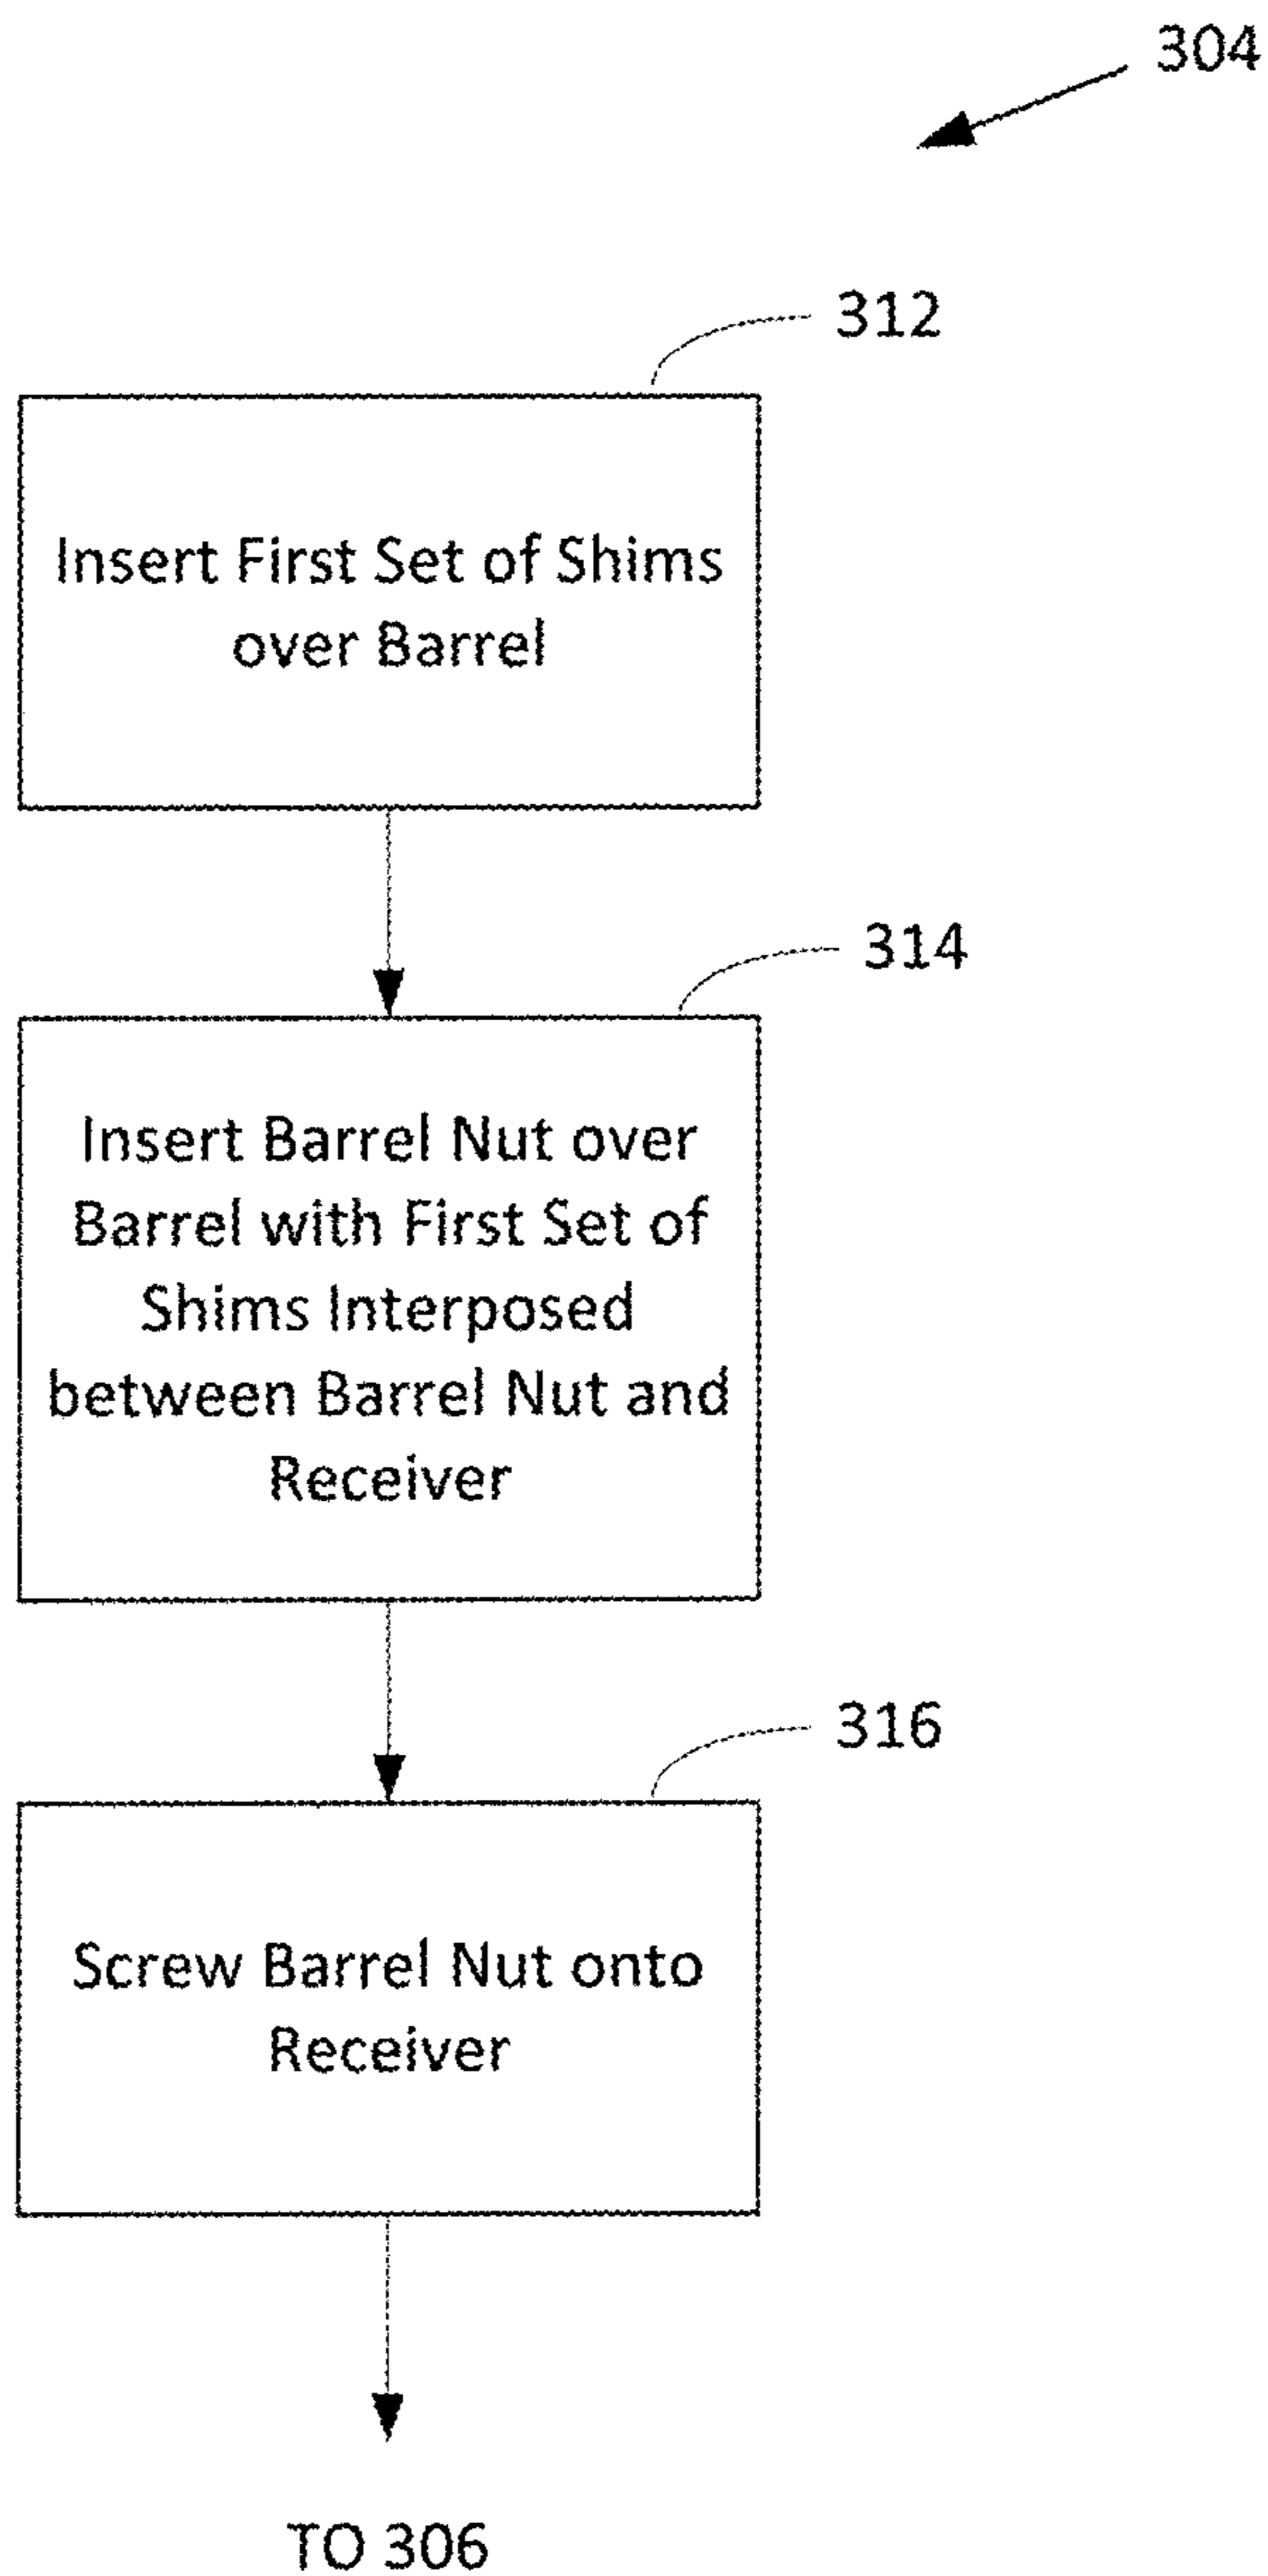 304
312
Insert First Set of Shims
over Barrel
314
Insert Barrel Nut over
Barrel with First Set of
Shims Interposed
between Barrel Nut and
Receiver
316
Screw Barrel Nut onto
Receiver
TO 306